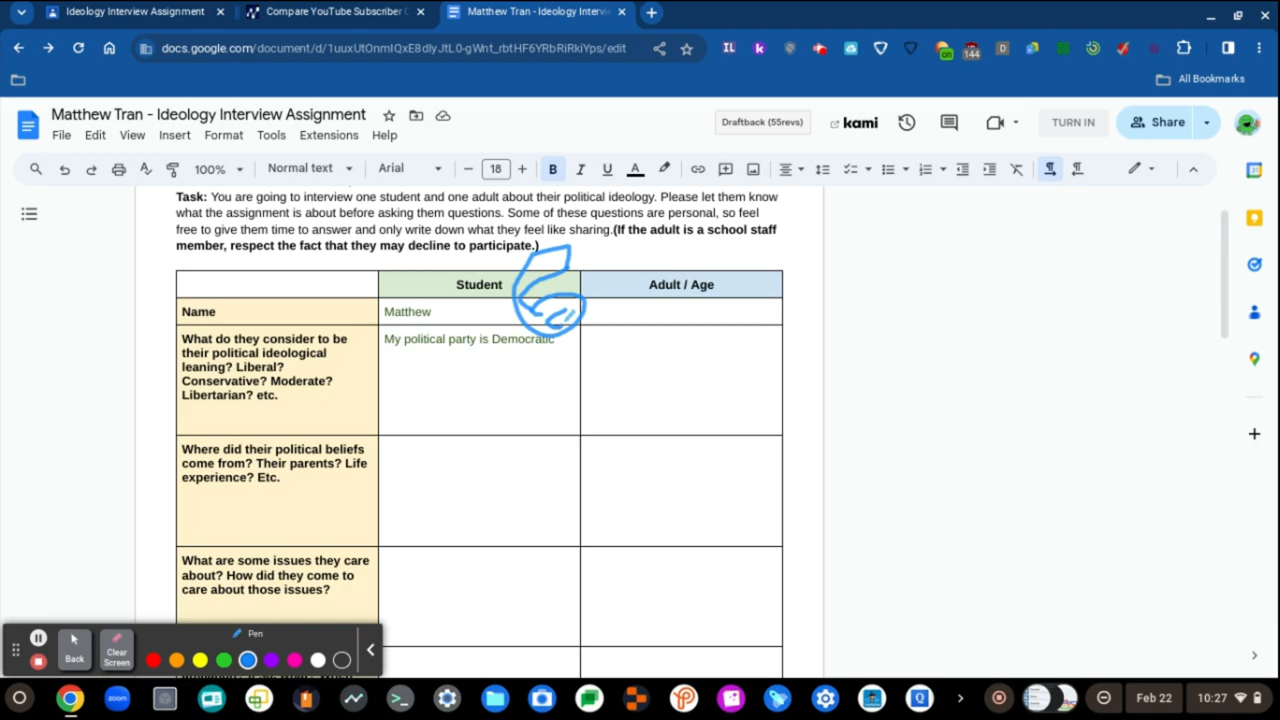 Ideology Interview Assignment
Compare YouTube Subscriber
Matthew Tran - Ideology Intervi
docs.google.com/document/d/1uuxUtOnmIQxE8dIyJtL0-gWnt_rbtHF6YRbRiRkiYps/edit
IL
k
D
on
144
All Bookmarks
Matthew Tran - Ideology Interview Assignment
File Edit View Insert Format Tools Extensions Help
Draftback (55revs)
kami
TURN IN
Share
100%
Normal text
Arial
18
B I U A
Task: You are going to interview one student and one adult about their political ideology. Please let them know
what the assignment is about before asking them questions. Some of these questions are personal, so feel
free to give them time to answer and only write down what they feel like sharing.(If the adult is a school staff
member, respect the fact that they may decline to participate.)
Student
Adult / Age
Name
Matthew
What do they consider to be
their political ideological
leaning? Liberal?
Conservative? Moderate?
Libertarian? etc.
My political party is Democratic
Where did their political beliefs
come from? Their parents? Life
experience? Etc.
What are some issues they care
about? How did they come to
care about those issues?
Pen
Back
Clear
Screen
zoom
Feb 22
10:27